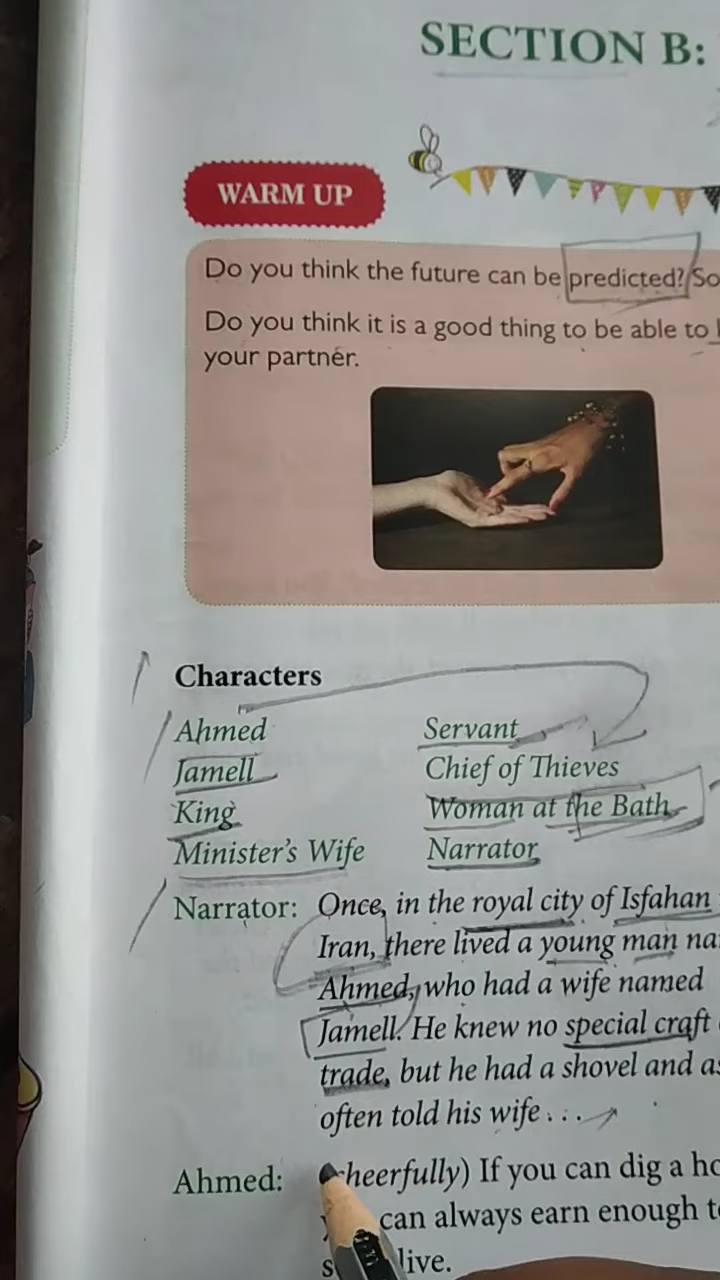 SECTION B:
WARM UP
Do you think the future can be predicted? So
Do you think it is a good thing to be able to
your partner.
Characters
Ahmed Servant
Jamell Chief of Thieves
King Woman at the Bath
Minister's Wife Narrator
Narrator: Once, in the royal city of Isfahan
Iran, there lived a young man
Ahmed, who had a wife named
Jamell. He knew no special craft
trade, but he had a shovel and
often told his wife . . .
Ahmed: cheerfully) If you can dig a
can always earn enough
live.